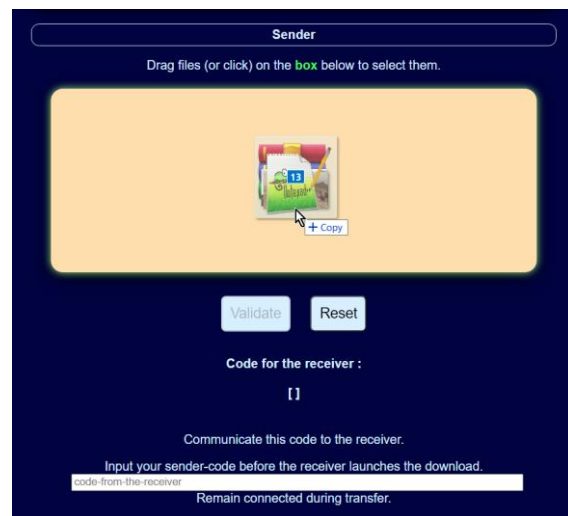 Sender
Drag files (or click) on the box below to select them.
13
+ Copy
Validate
Reset
Code for the receiver :
[ ]
Communicate this code to the receiver.
Input your sender-code before the receiver launches the download.
code-from-the-receiver
Remain connected during transfer.